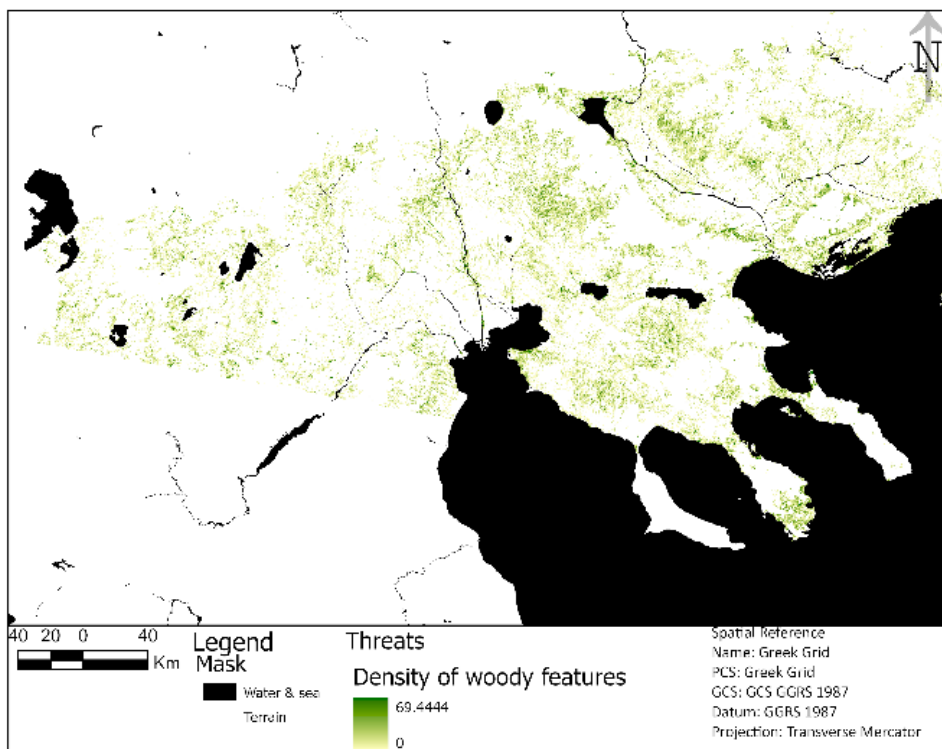 N
40 20 0 40
Km
Legend
Mask
Water & sea
Terrain
Threats
Density of woody features
69.4444
0
Spatial Reference
Name: Greek Grid
PCS: Greek Grid
GCS: GCS GGRS 1987
Datum: GGRS 1987
Projection: Transverse Mercator